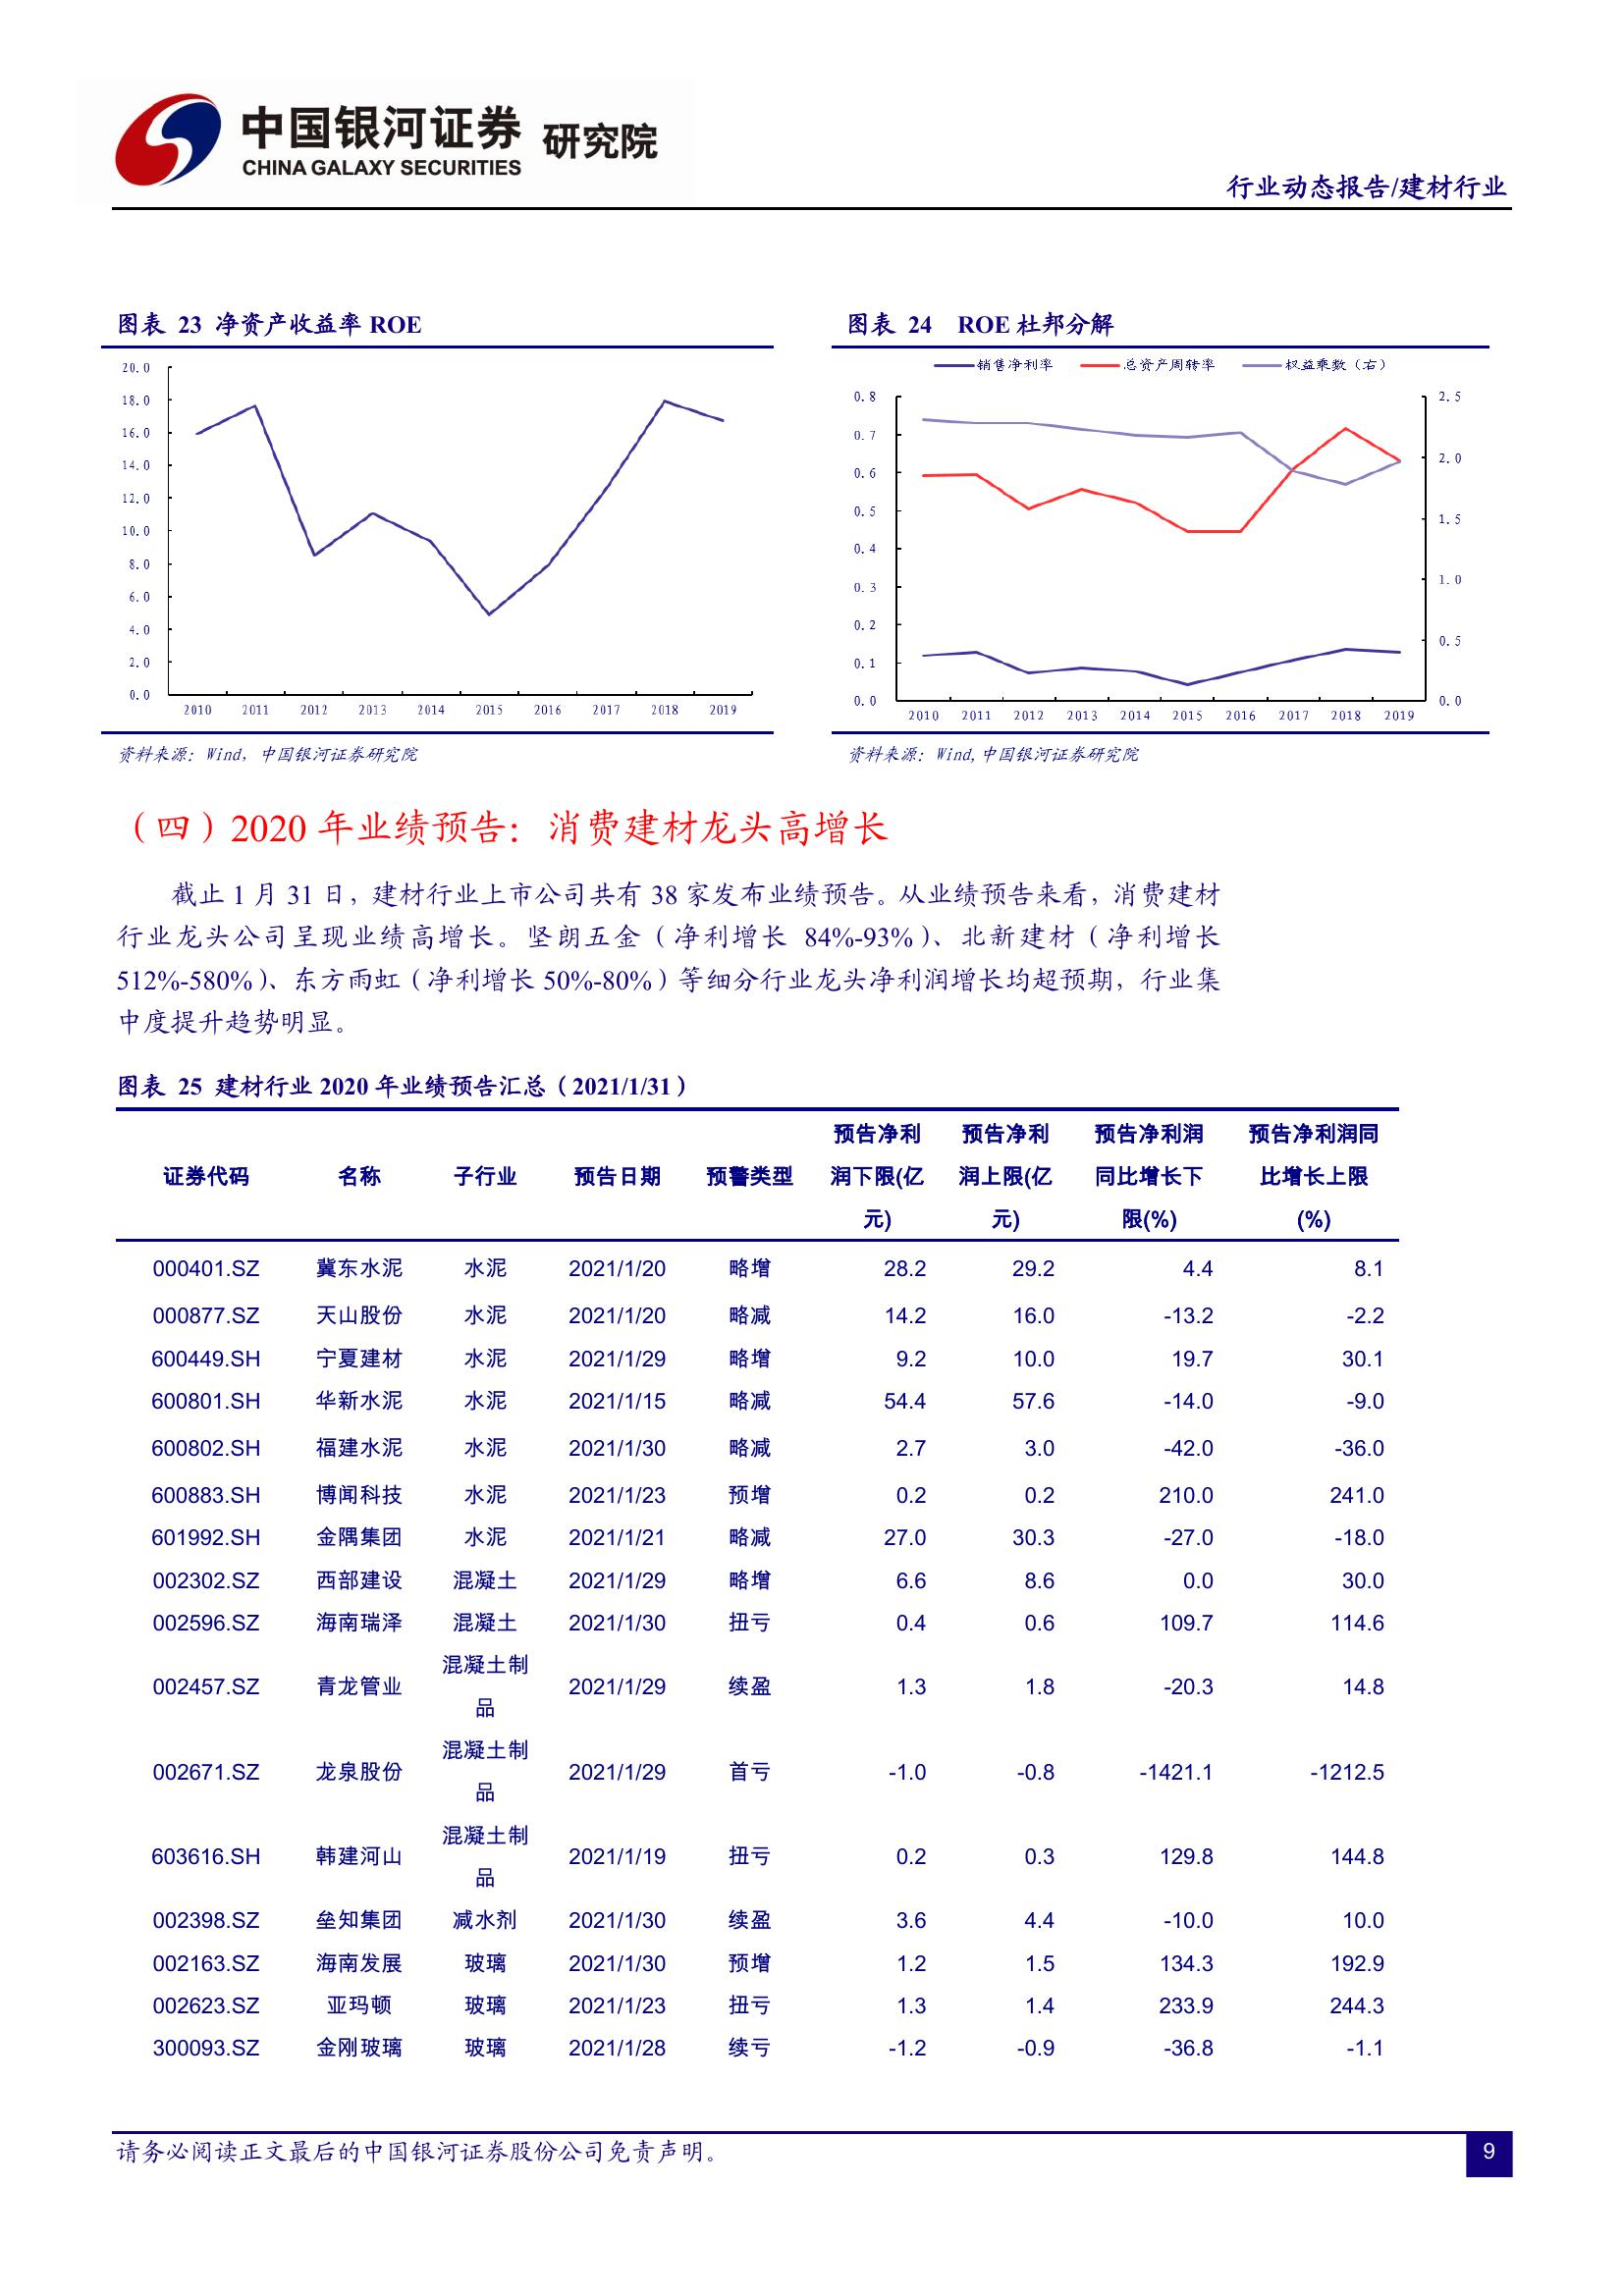 中国银河证券 研究院
CHINA GALAXY SECURITIES
行业动态报告/建材行业
图表 23 净资产收益率 ROE
20.0
18.0
16.0
14.0
12.0
10.0
8.0
6.0
4.0
2.0
0.0
2010 2011 2012 2013 2014 2015 2016 2017 2018 2019
资料来源：Wind，中国银河证券研究院
图表 24 ROE 杜邦分解
销售净利率 总资产周转率 权益乘数（右）
0.8
0.7
0.6
0.5
0.4
0.3
0.2
0.1
0.0
2.5
2.0
1.5
1.0
0.5
0.0
2010 2011 2012 2013 2014 2015 2016 2017 2018 2019
资料来源：Wind,中国银河证券研究院
（四）2020 年业绩预告：消费建材龙头高增长
截止 1 月 31 日，建材行业上市公司共有 38 家发布业绩预告。从业绩预告来看，消费建材
行业龙头公司呈现业绩高增长。坚朗五金（净利增长 84%-93%）、北新建材（净利增长
512%-580%）、东方雨虹（净利增长 50%-80%）等细分行业龙头净利润增长均超预期，行业集
中度提升趋势明显。
图表 25 建材行业 2020 年业绩预告汇总（2021/1/31）
预告净利 预告净利 预告净利润 预告净利润同
证券代码 名称 子行业 预告日期 预警类型 润下限(亿 润上限(亿 同比增长下 比增长上限
元) 元) 限(%) (%)
000401.SZ 冀东水泥 水泥 2021/1/20 略增 28.2 29.2 4.4 8.1
000877.SZ 天山股份 水泥 2021/1/20 略减 14.2 16.0 -13.2 -2.2
600449.SH 宁夏建材 水泥 2021/1/29 略增 9.2 10.0 19.7 30.1
600801.SH 华新水泥 水泥 2021/1/15 略减 54.4 57.6 -14.0 -9.0
600802.SH 福建水泥 水泥 2021/1/30 略减 2.7 3.0 -42.0 -36.0
600883.SH 博闻科技 水泥 2021/1/23 预增 0.2 0.2 210.0 241.0
601992.SH 金隅集团 水泥 2021/1/21 略减 27.0 30.3 -27.0 -18.0
002302.SZ 西部建设 混凝土 2021/1/29 略增 6.6 8.6 0.0 30.0
002596.SZ 海南瑞泽 混凝土 2021/1/30 扭亏 0.4 0.6 109.7 114.6
混凝土制
002457.SZ 青龙管业 2021/1/29 续盈 1.3 1.8 -20.3 14.8
品
混凝土制
002671.SZ 龙泉股份 2021/1/29 首亏 -1.0 -0.8 -1421.1 -1212.5
品
混凝土制
603616.SH 韩建河山 2021/1/19 扭亏 0.2 0.3 129.8 144.8
品
002398.SZ 垒知集团 减水剂 2021/1/30 续盈 3.6 4.4 -10.0 10.0
002163.SZ 海南发展 玻璃 2021/1/30 预增 1.2 1.5 134.3 192.9
002623.SZ 亚玛顿 玻璃 2021/1/23 扭亏 1.3 1.4 233.9 244.3
300093.SZ 金刚玻璃 玻璃 2021/1/28 续亏 -1.2 -0.9 -36.8 -1.1
请务必阅读正文最后的中国银河证券股份公司免责声明。
9